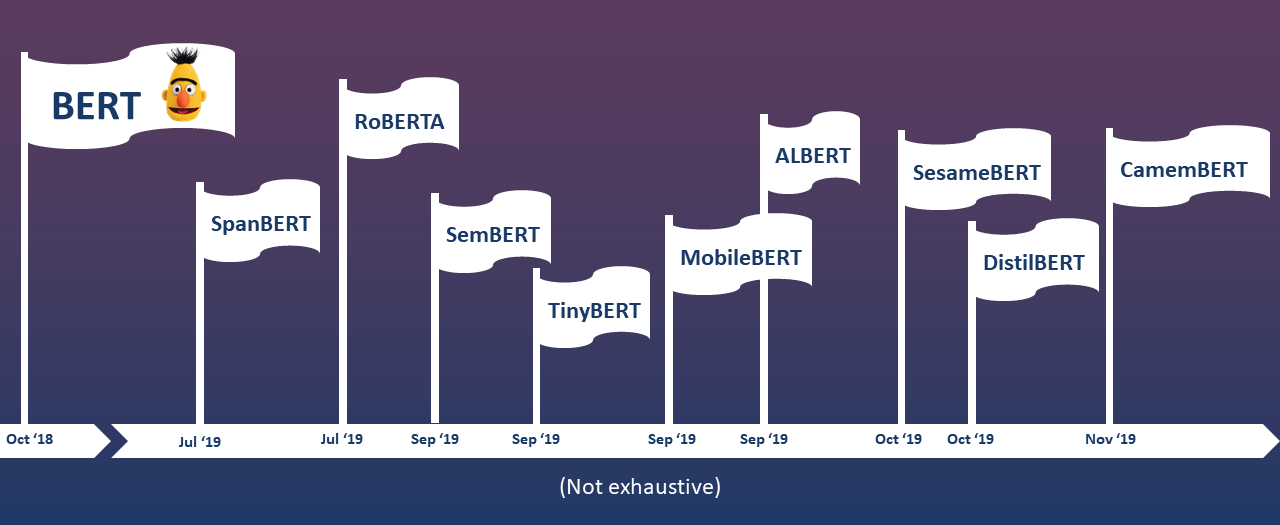 BERT
SpanBERT
RoBERTA
SemBERT
TinyBERT
MobileBERT
ALBERT
SesameBERT
DistilBERT
CamemBERT
Oct ‘18
Jul ‘19
Jul ‘19
Sep ‘19
Sep ‘19
Sep ‘19
Sep ‘19
Oct ‘19
Oct ‘19
Nov ‘19
(Not exhaustive)